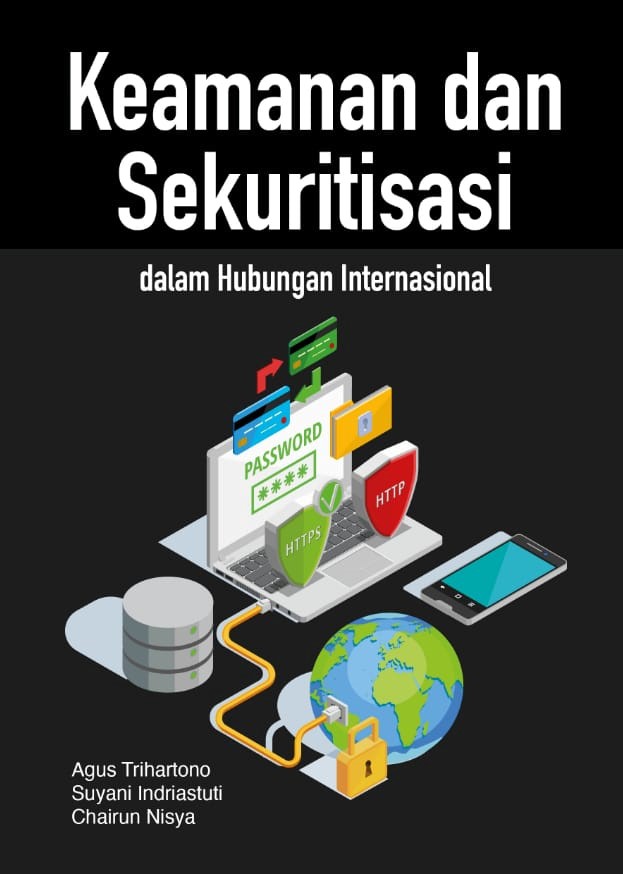 Keamanan dan
Sekuritisasi
dalam Hubungan Internasional
PASSWORD
****
HTTP
HTTPS
Agus Trihartono
Suyani Indriastuti
Chairun Nisya